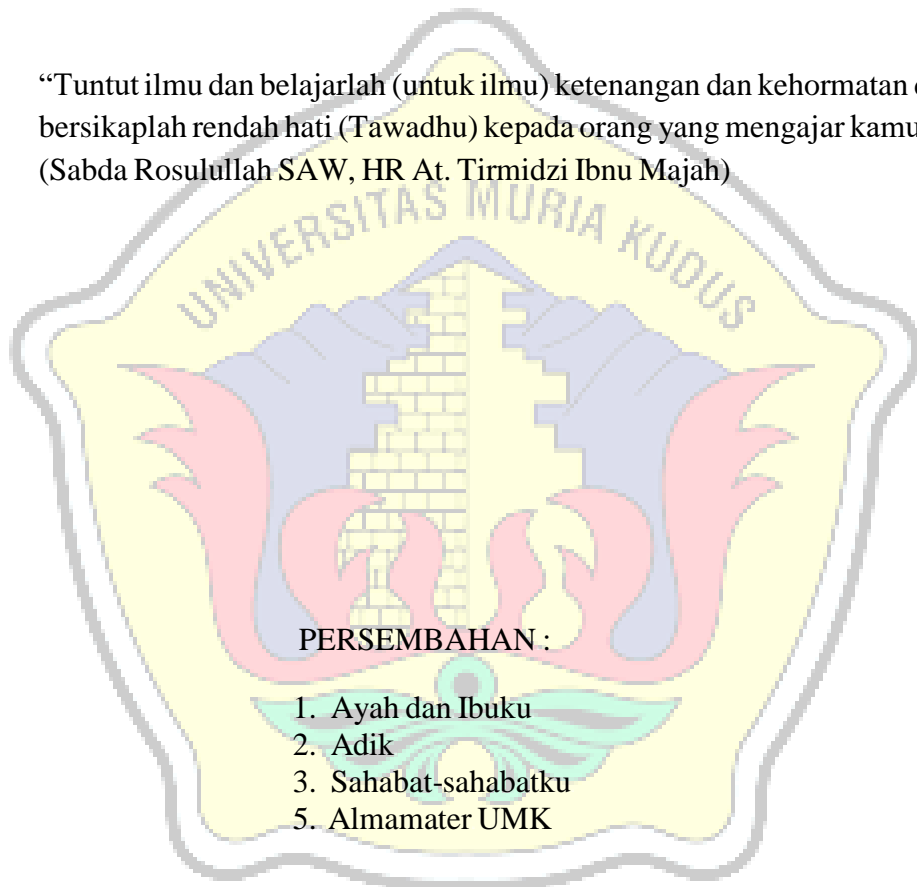 “Tuntut ilmu dan belajarlah (untuk ilmu) ketenangan dan kehormatan
bersikaplah rendah hati (Tawadhu) kepada orang yang mengajar kamu
(Sabda Rosulullah SAW, HR At. Tirmidzi Ibnu Majah)
UNIVERSITAS MURIA KUDUS
PERSEMBAHAN :
1. Ayah dan Ibuku
2. Adik
3. Sahabat-sahabatku
5. Almamater UMK